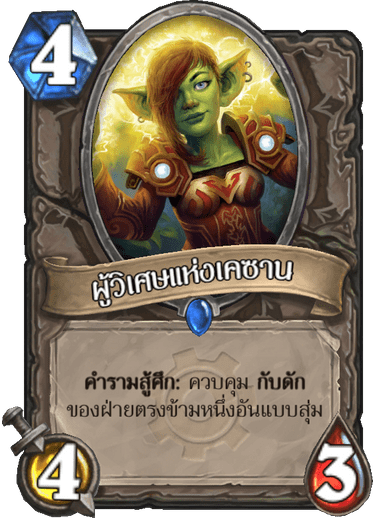 4
ผู้วิเศษแห่งเคซาน
คำรามสู้ศึก: ควบคุม กับดัก
ของฝ่ายตรงข้ามหนึ่งอันแบบสุ่ม
4
3